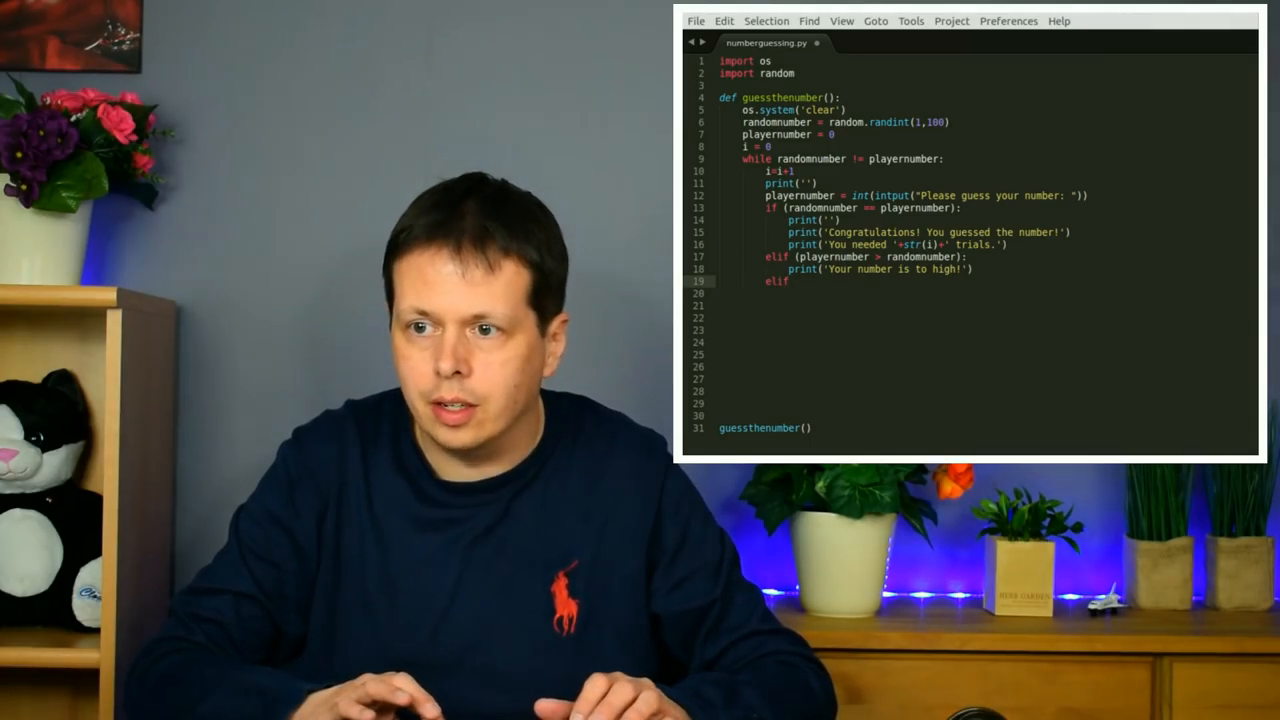 File Edit Selection Find View Goto Tools Project Preferences Help
numberguessing.py
1 import os
2 import random
3
4 def guessthenumber():
5 os.system('clear')
6 randomnumber = random.randint(1,100)
7 playernumber = 0
8 i = 0
9 while randomnumber != playernumber:
10 i=i+1
11 print('')
12 playernumber = int(intput("Please guess your number: "))
13 if (randomnumber == playernumber):
14 print('')
15 print('Congratulations! You guessed the number!')
16 print('You needed '+str(i)+' trials.')
17 elif (playernumber > randomnumber):
18 print('Your number is to high!')
19 elif
20
21
22
23
24
25
26
27
28
29
30
31 guessthenumber()
HERB GARDEN